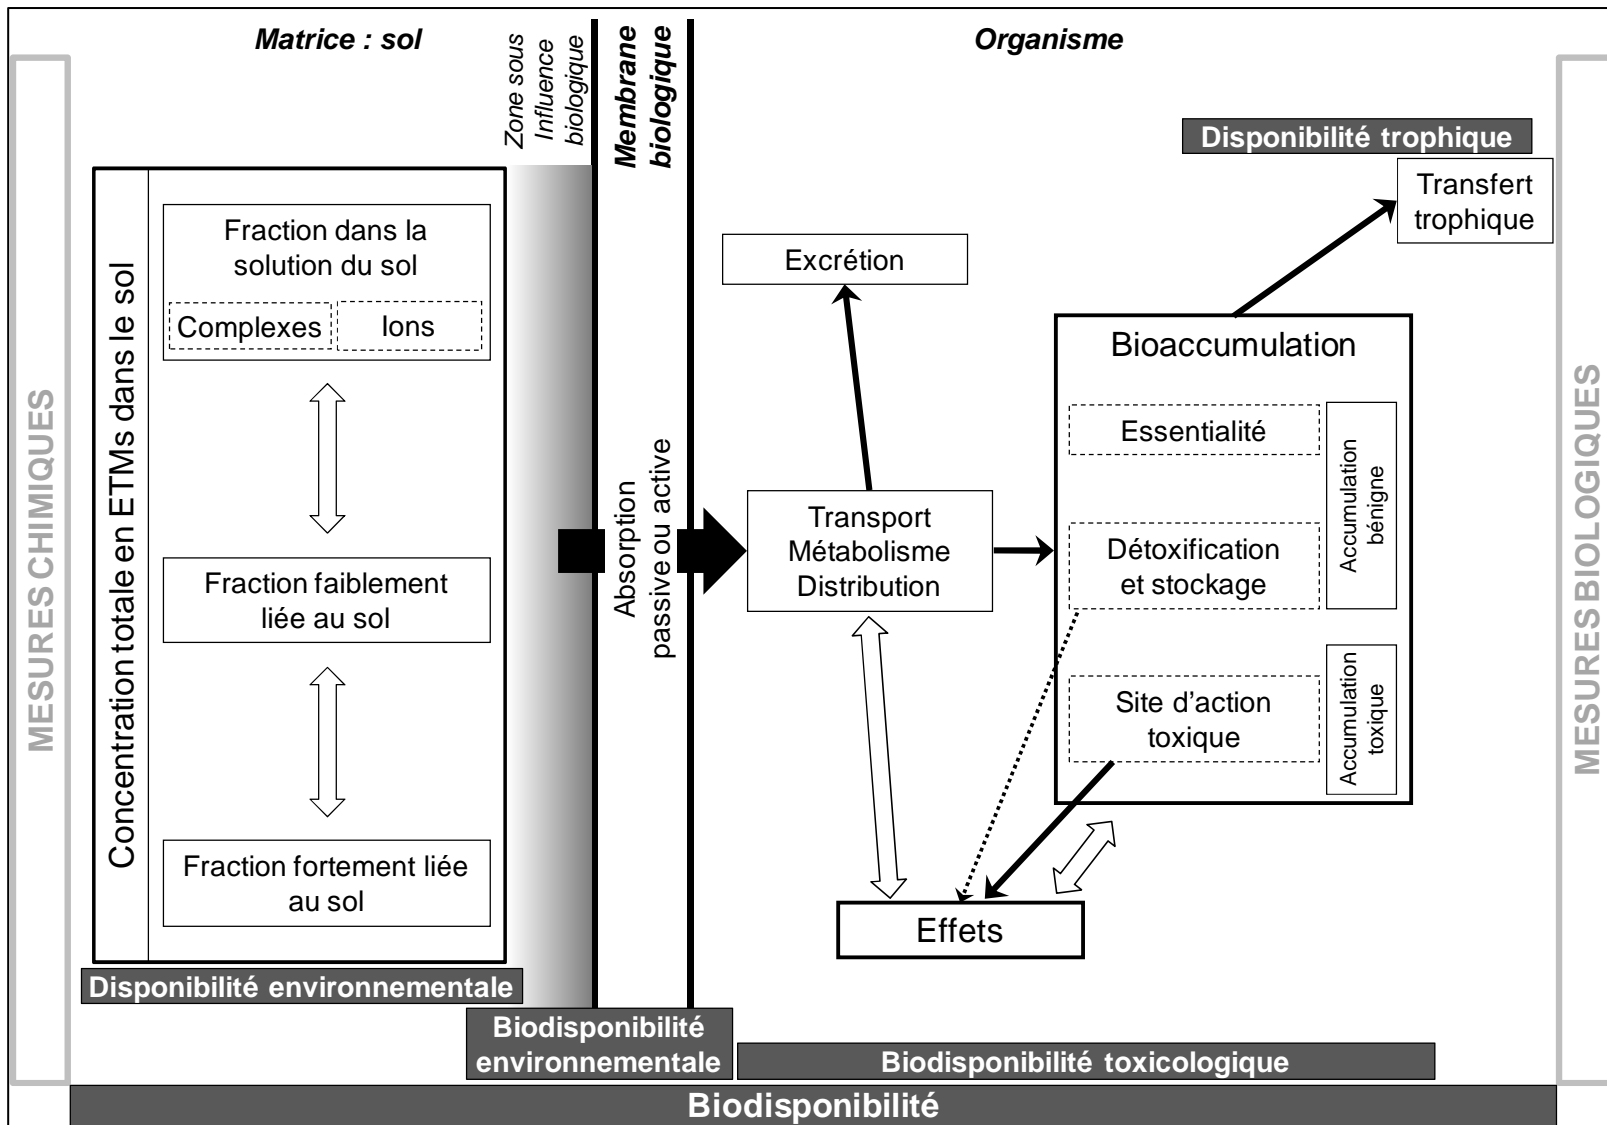 Matrice : sol
Zone sous
Influence
biologique
Membrane
biologique
Organisme
MESURES CHIMIQUES
Concentration totale en ETMs dans le sol
Fraction dans la
solution du sol
Complexes
Ions
Fraction faiblement
liée au sol
Fraction fortement liée
au sol
Absorption
passive ou active
Excrétion
Transport
Métabolisme
Distribution
Disponibilité trophique
Transfert
trophique
Bioaccumulation
Essentialité
Détoxification
et stockage
Accumulation
bénigne
Site d'action
toxique
Accumulation
toxique
Effets
MESURES BIOLOGIQUES
Disponibilité environnementale
Biodisponibilité
environnementale
Biodisponibilité toxicologique
Biodisponibilité